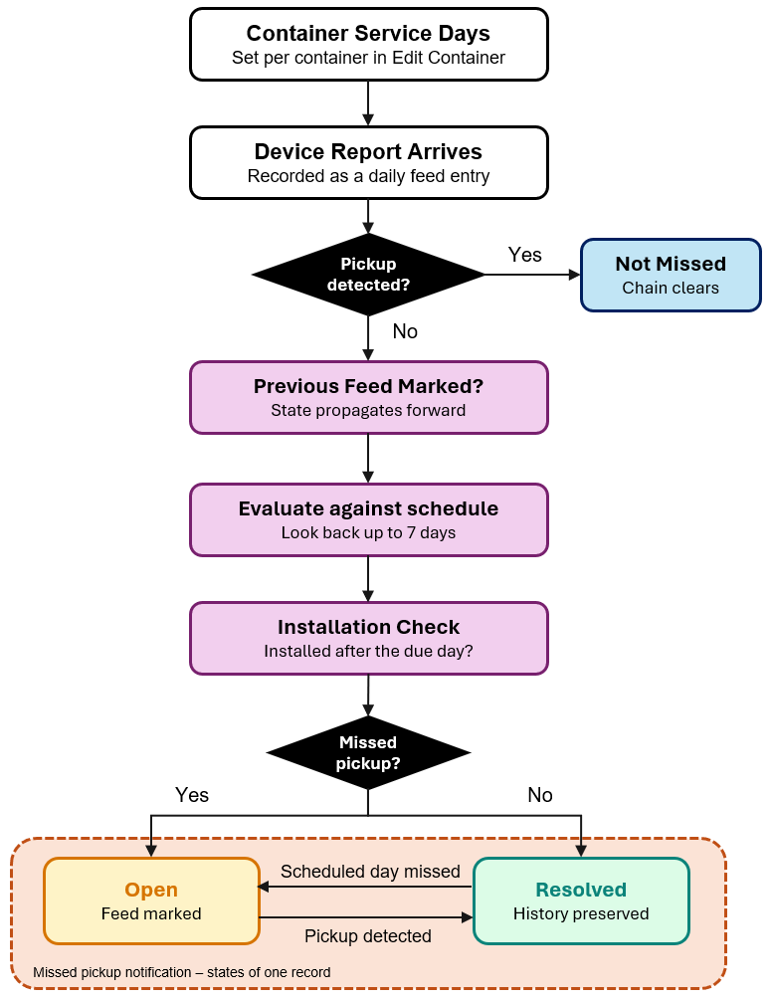 Container Service Days
Set per container in Edit Container
Device Report Arrives
Recorded as a daily feed entry
Pickup
detected?
Yes
Not Missed
Chain clears
No
Previous Feed Marked?
State propagates forward
Evaluate against schedule
Look back up to 7 days
Installation Check
Installed after the due day?
Missed
pickup?
Yes
No
Open
Feed marked
Scheduled day missed
Pickup detected
Resolved
History preserved
Missed pickup notification – states of one record